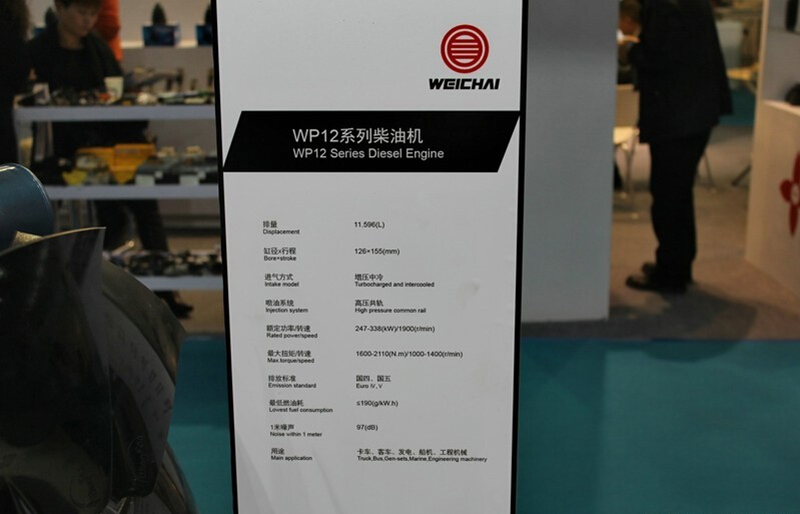 WEICHAI
WP12系列柴油机
WP12 Series Diesel Engine
排量 11.596(L)
Displacement
缸径x行程 126×155(mm)
Bore×stroke
进气方式 增压中冷
Intake model Turbocharged and intercooled
喷油系统 高压共轨
Injection system High pressure common rail
额定功率/转速 247-338(kW)/1900(r/min)
Rated power/speed
最大扭矩/转速 1600-2110(N.m)/1000-1400(r/min)
Max.torque/speed
排放标准 国四、国五
Emission standard Euro IV, V
最低燃油耗 ≤190(g/kW.h)
Lowest fuel consumption
1米噪声 97(dB)
Noise within 1 meter
用途 卡车、客车、发电、船机、工程机械
Main application Truck,Bus,Gen-sets,Marine,Engineering machinery